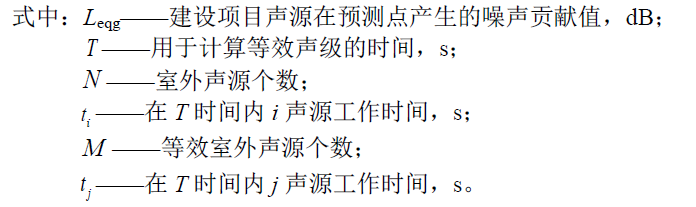 式中：Leqg——建设项目声源在预测点产生的噪声贡献值，dB；
T——用于计算等效声级的时间，s；
N——室外声源个数；
ti——在 T 时间内 i 声源工作时间，s；
M——等效室外声源个数；
tj——在 T 时间内 j 声源工作时间，s。